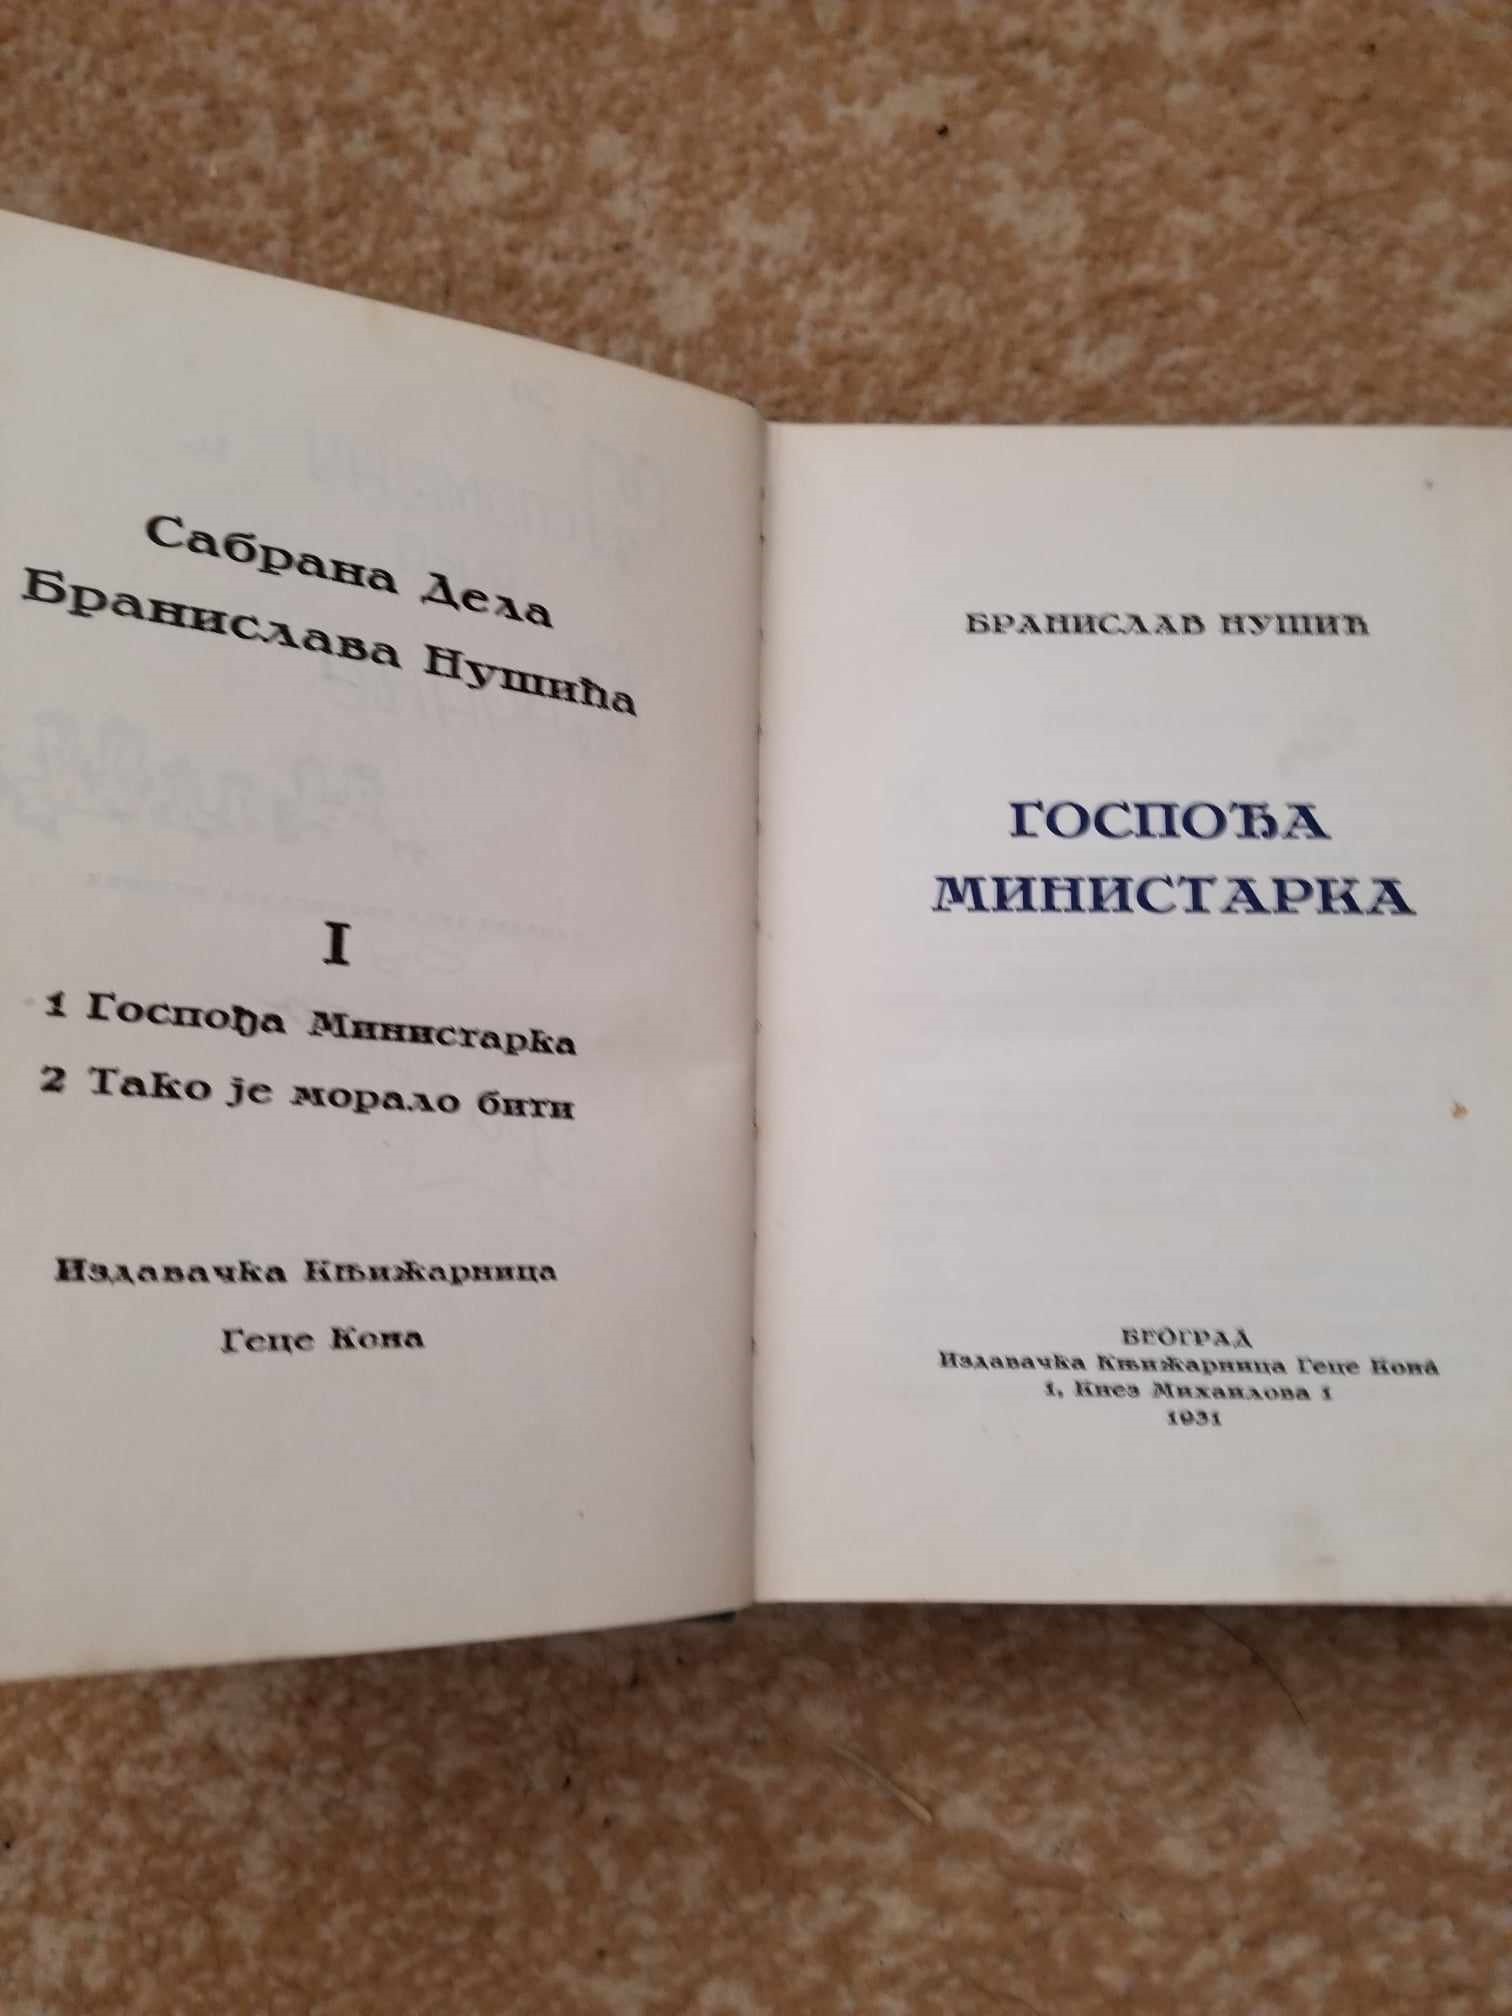 Сабрана Дела
Бранислава Нушића
I
1 Госпођа Министарка
2 Тако је морало бити
Издавачка Књижарница
Геце Кона
БРАНИСЛАВ НУШИЋ
ГОСПОЂА
МИНИСТАРКА
БЕОГРАД
Издавачка Књижарница Геце Кона
1, Кнез Михаилова 1
1931